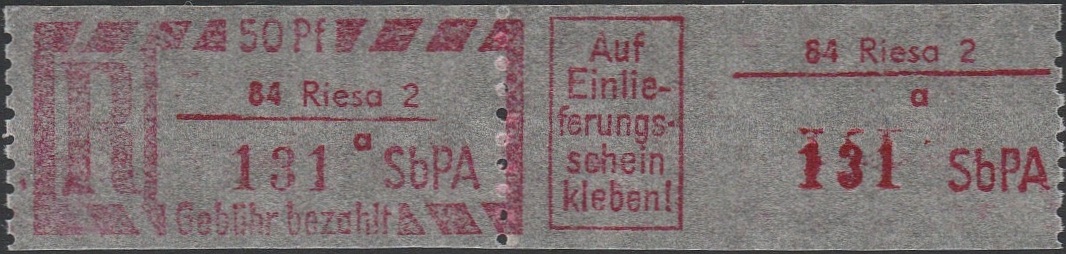 50 Pf
R
84 Riesa 2
a
131 SbPA
Gebühr bezahlt
Auf
Einlie-
ferungs-
schein
kleben!
84 Riesa 2
a
131 SbPA